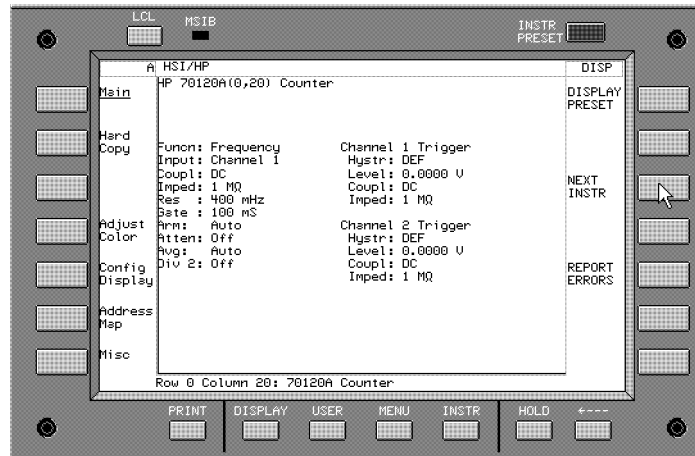 LCL
MSIB
INSTR
PRESET
A HSI/HP
DISP
HP 70120A(0,20) Counter
Main
Hard
Copy
Adjust
Color
Config
Display
Address
Map
Misc
Funcn: Frequency
Input: Channel 1
Coupl: DC
Imped: 1 MΩ
Res : 400 mHz
Gate : 100 mS
Arm: Auto
Atten: Off
Avg: Auto
Div 2: Off
Channel 1 Trigger
Hystr: DEF
Level: 0.0000 V
Coupl: DC
Imped: 1 MΩ
Channel 2 Trigger
Hystr: DEF
Level: 0.0000 V
Coupl: DC
Imped: 1 MΩ
DISPLAY
PRESET
NEXT
INSTR
REPORT
ERRORS
Row 0 Column 20: 70120A Counter
PRINT
DISPLAY
USER
MENU
INSTR
HOLD
<---